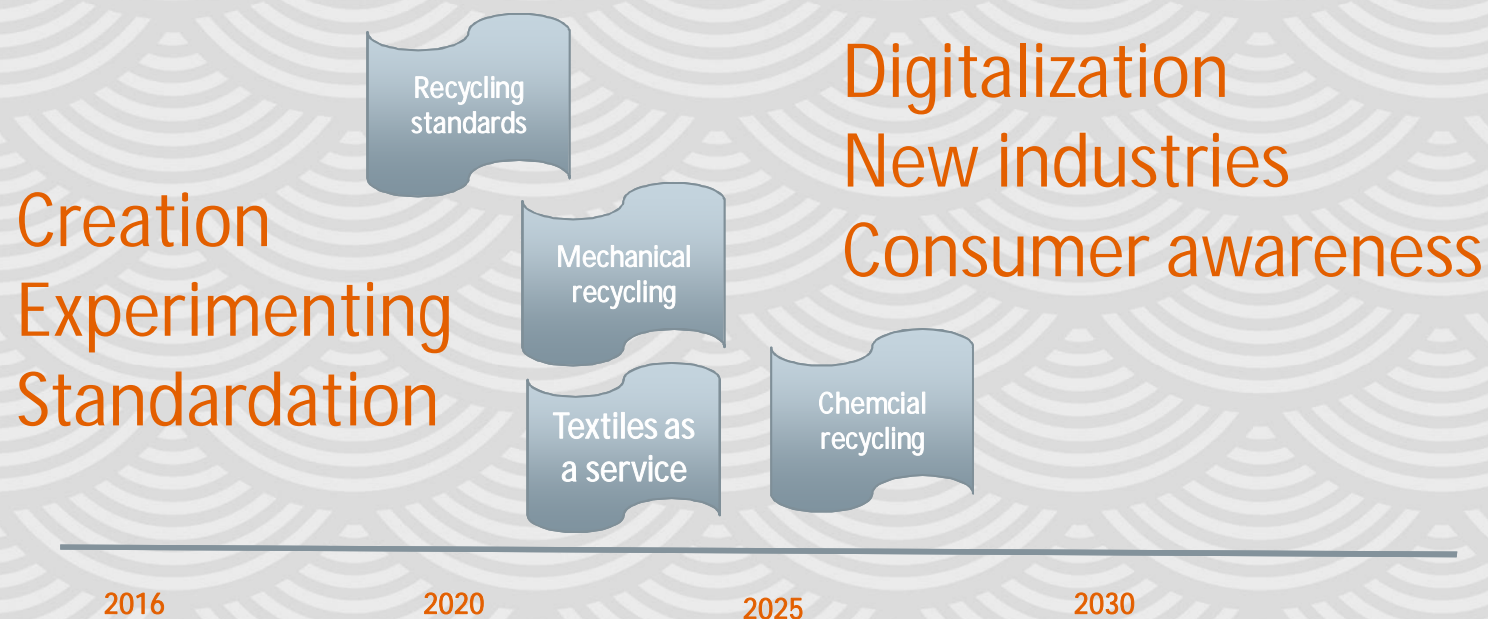 Recycling
standards
Digitalization
New industries
Consumer awareness
Creation
Experimenting
Standardation
Mechanical
recycling
Textiles as
a service
Chemcial
recycling
2016
2020
2025
2030